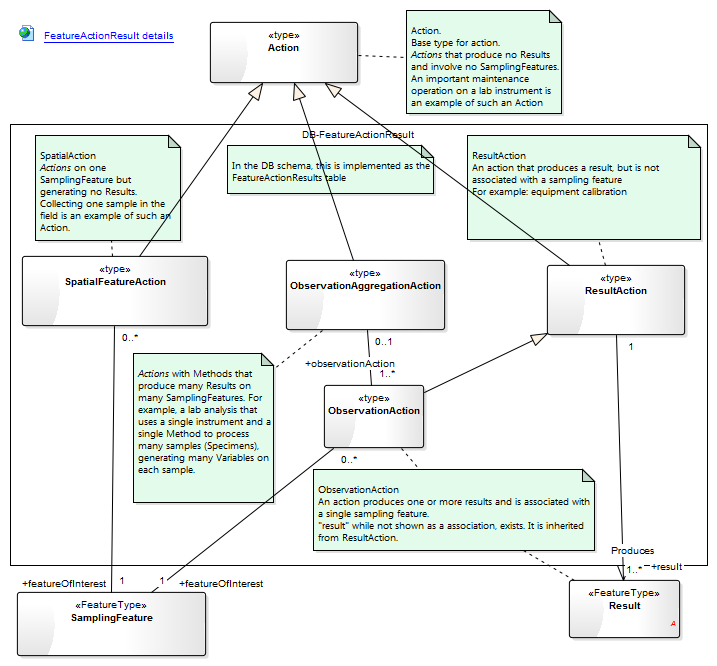 FeatureActionResult details
«type»
Action
Action.
Base type for action.
Actions that produce no Results
and involve no SamplingFeatures.
An important maintenance
operation on a lab instrument is
an example of such an Action
DB-FeatureActionResult
SpatialAction
Actions on one
SamplingFeature but
generating no Results.
Collecting one sample in the
field is an example of such an
Action.
In the DB schema, this is implemented as the
FeatureActionResults table
ResultAction
An action that produces a result, but is not
associated with a sampling feature
For example: equipment calibration
«type»
SpatialFeatureAction
«type»
ObservationAggregationAction
«type»
ResultAction
0..*
0..1
1
+observationAction
1..*
Actions with Methods that
produce many Results on
many SamplingFeatures. For
example, a lab analysis that
uses a single instrument and a
single Method to process
many samples (Specimens),
generating many Variables on
each sample.
«type»
ObservationAction
0..*
ObservationAction
An action produces one or more results and is associated with
a single sampling feature.
"result" while not shown as a association, exists. It is inherited
from ResultAction.
Produces
1..*
+result
+featureOfInterest
1
1
+featureOfInterest
«FeatureType»
SamplingFeature
«FeatureType»
Result
A